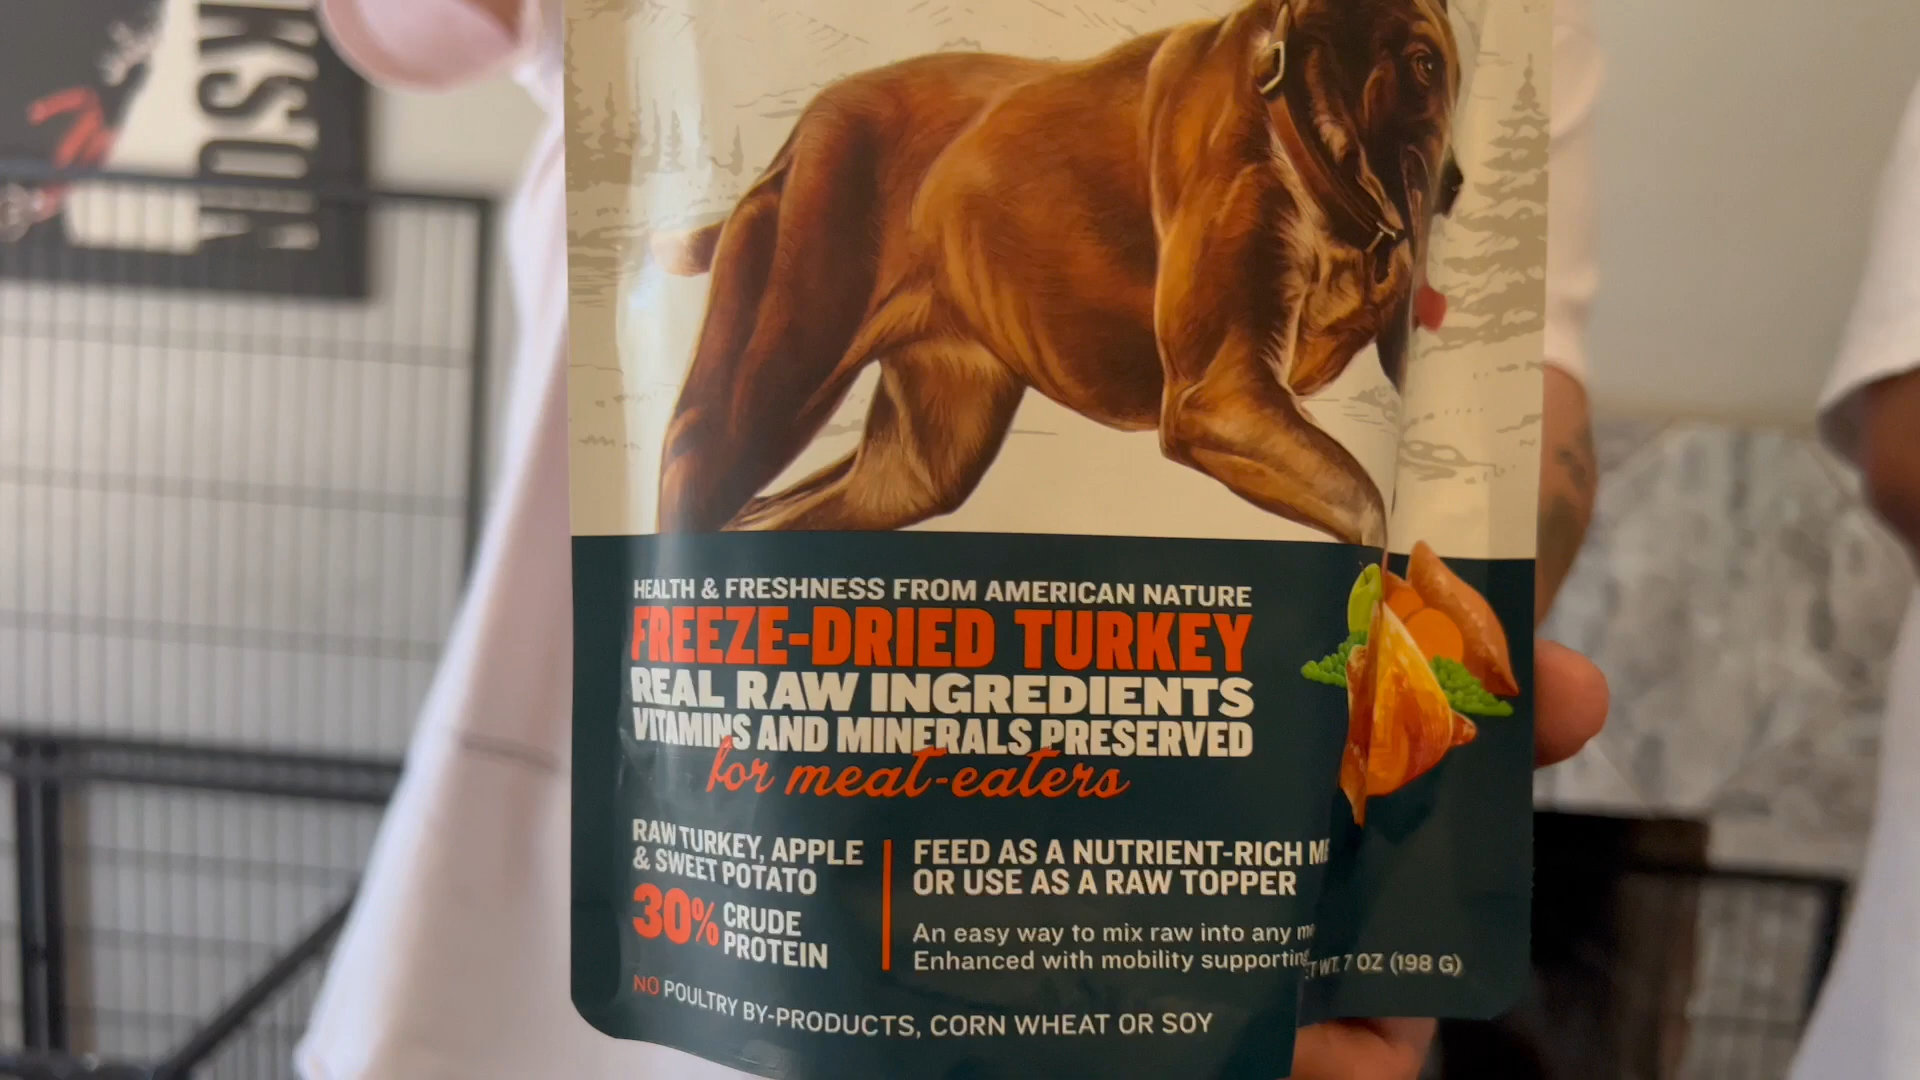 HEALTH & FRESHNESS FROM AMERICAN NATURE
FREEZE-DRIED TURKEY
REAL RAW INGREDIENTS
VITAMINS AND MINERALS PRESERVED
for meat-eaters
RAW TURKEY, APPLE
& SWEET POTATO
30% CRUDE
PROTEIN
FEED AS A NUTRIENT-RICH
OR USE AS A RAW TOPPER
An easy way to mix raw into any
Enhanced with mobility supporting
WT. 7 OZ (198 G)
NO POULTRY BY-PRODUCTS, CORN WHEAT OR SOY